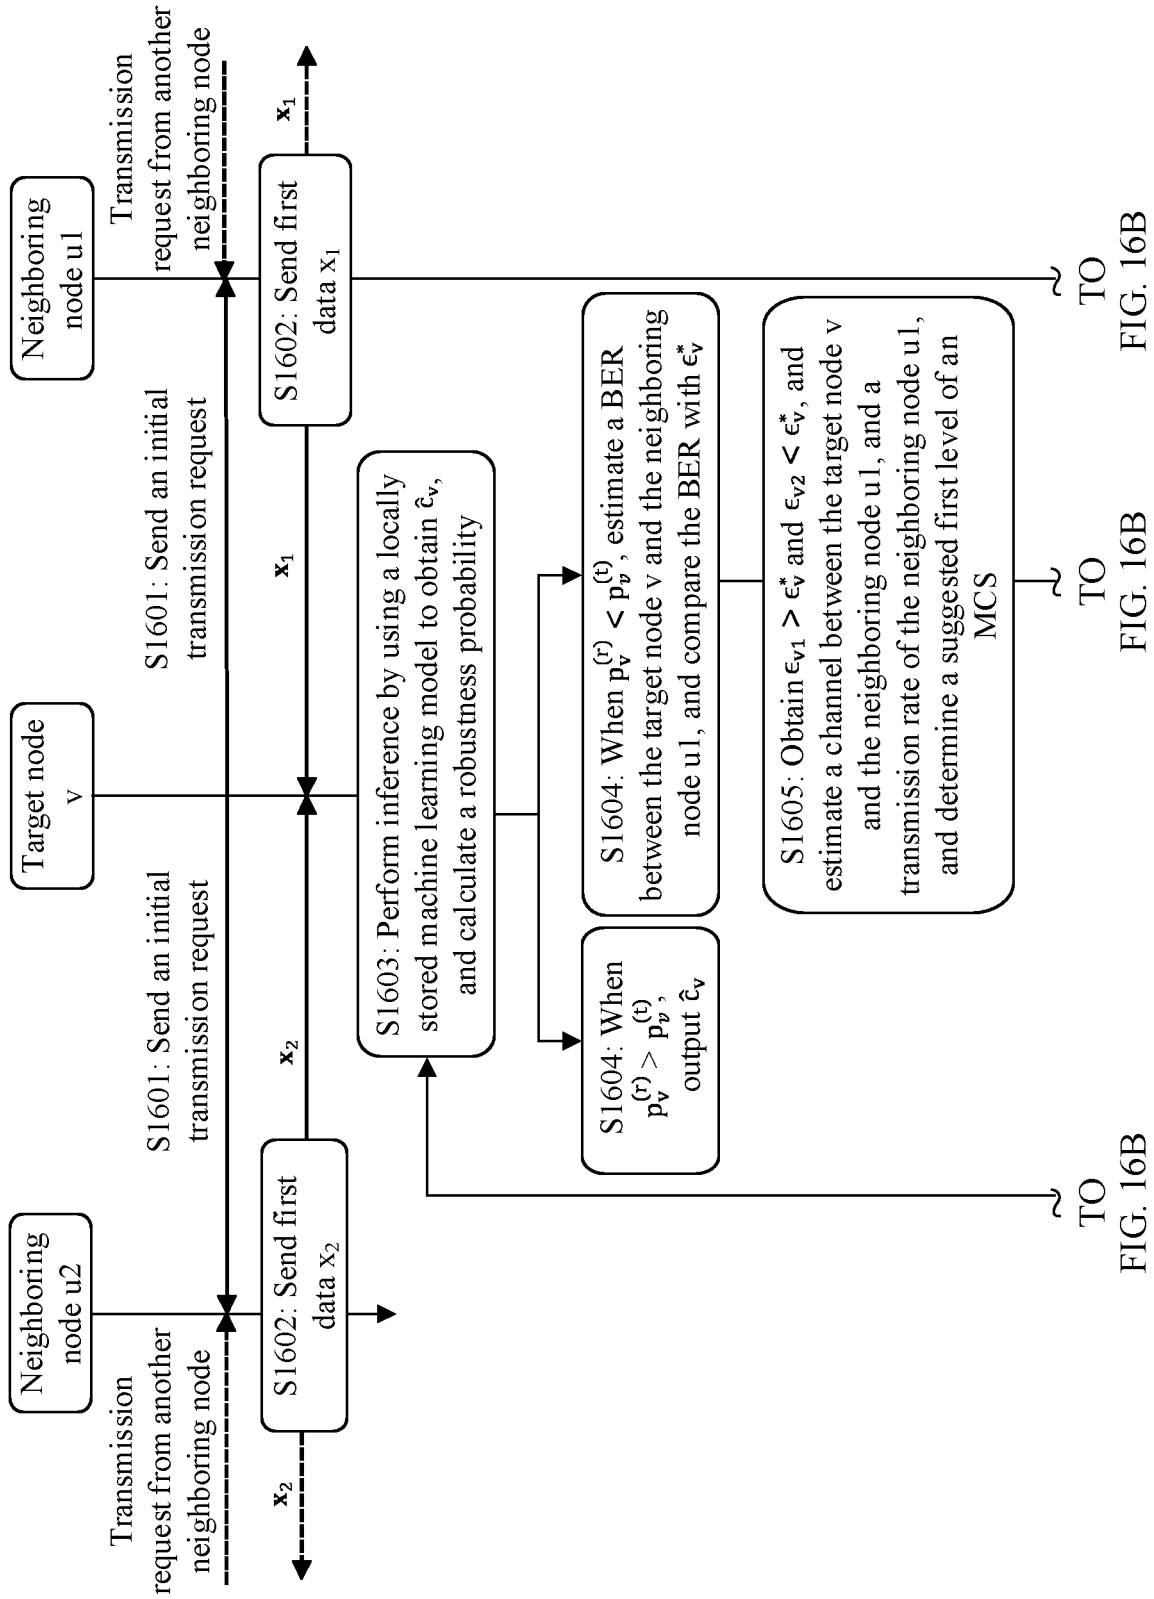 Neighboring
node u2
Target node
v
Neighboring
node u1
Transmission
request from another
neighboring node
S1601: Send an initial
transmission request
S1601: Send an initial
transmission request
Transmission
request from another
neighboring node
x₂
S1602: Send first
data x₂
x₂
x₁
S1602: Send first
data x₁
x₁
S1603: Perform inference by using a locally
stored machine learning model to obtain ĉᵥ,
and calculate a robustness probability
S1604: When
pᵥ⁽ʳ⁾ > pᵥ⁽ᵗ⁾,
output ĉᵥ
S1604: When pᵥ⁽ʳ⁾ < pᵥ⁽ᵗ⁾, estimate a BER
between the target node v and the neighboring
node u1, and compare the BER with ϵᵥ*
S1605: Obtain ϵᵥ₁ > ϵᵥ* and ϵᵥ₂ < ϵᵥ*, and
estimate a channel between the target node v
and the neighboring node u1, and a
transmission rate of the neighboring node u1,
and determine a suggested first level of an
MCS
TO
FIG. 16B
TO
FIG. 16B
TO
FIG. 16B